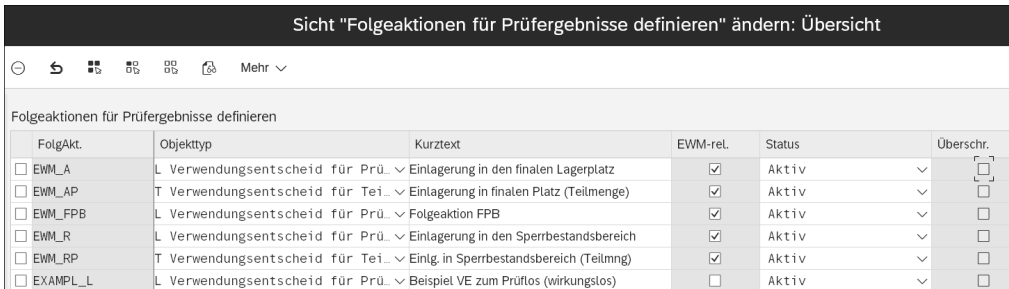 Sicht "Folgeaktionen für Prüfergebnisse definieren" ändern: Übersicht
Mehr
Folgeaktionen für Prüfergebnisse definieren
FolgAkt. Objekttyp Kurztext EWM-rel. Status Überschr.
EWM_A L Verwendungsentscheid für Prü… Einlagerung in den finalen Lagerplatz Aktiv
EWM_AP T Verwendungsentscheid für Tei… Einlagerung in finalen Platz (Teilmenge) Aktiv
EWM_FPB L Verwendungsentscheid für Prü… Folgeaktion FPB Aktiv
EWM_R L Verwendungsentscheid für Prü… Einlagerung in den Sperrbestandsbereich Aktiv
EWM_RP T Verwendungsentscheid für Tei… Einlg. in Sperrbestandsbereich (Teilmng) Aktiv
EXAMPL_L L Verwendungsentscheid für Prü… Beispiel VE zum Prüflos (wirkungslos) Aktiv